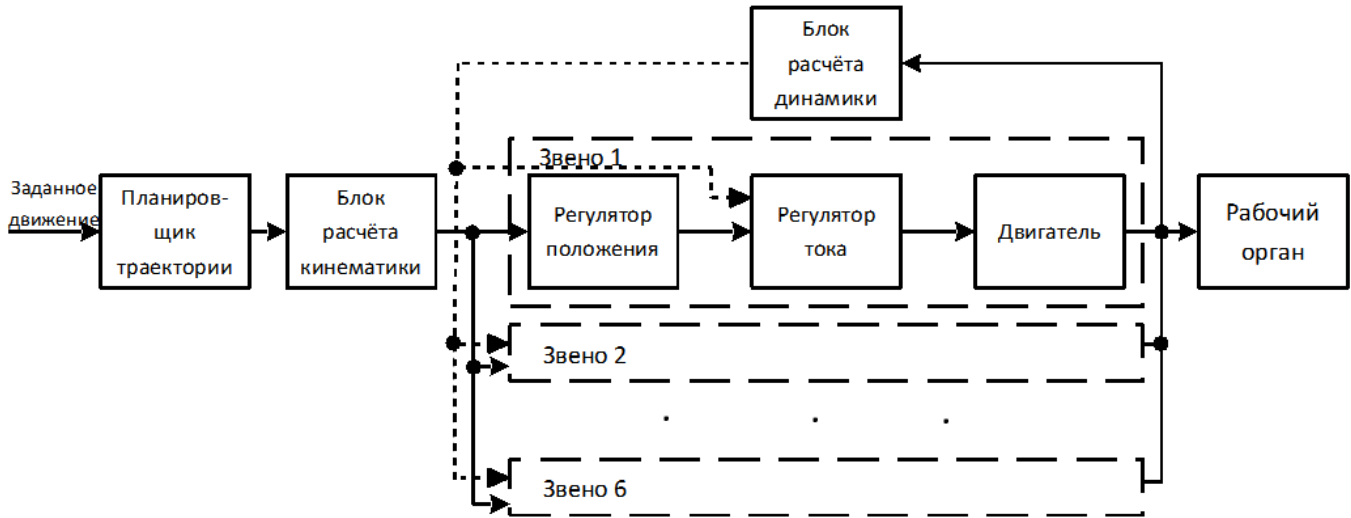 Блок
расчёта
динамики
Звено 1
Заданное
движение
Планиров-
щик
траектории
Блок
расчёта
кинематики
Регулятор
положения
Регулятор
тока
Двигатель
Рабочий
орган
Звено 2
. . .
Звено 6